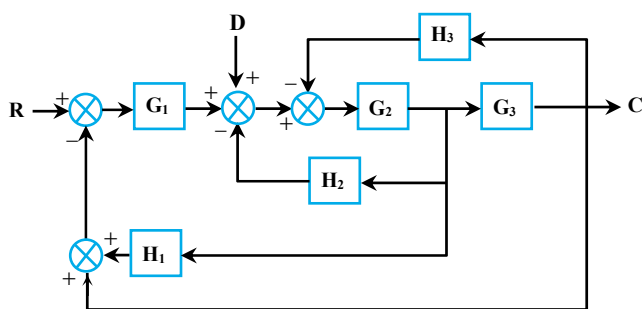 D
H₃
+ + −
R + G₁ + + G₂ G₃ C
− −
H₂
+ H₁
+